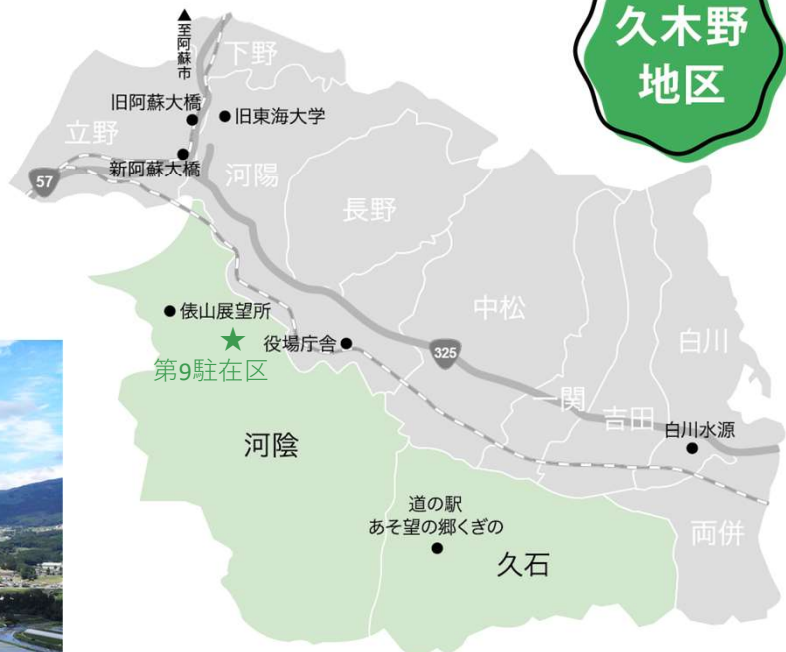 久木野
地区
▲至阿蘇市
下野
旧阿蘇大橋
旧東海大学
立野
新阿蘇大橋
河陽
57
長野
俵山展望所
中松
役場庁舎
325
白川
第9駐在区
一関
吉田
白川水源
河陰
道の駅
あそ望の郷くぎの
久石
両併